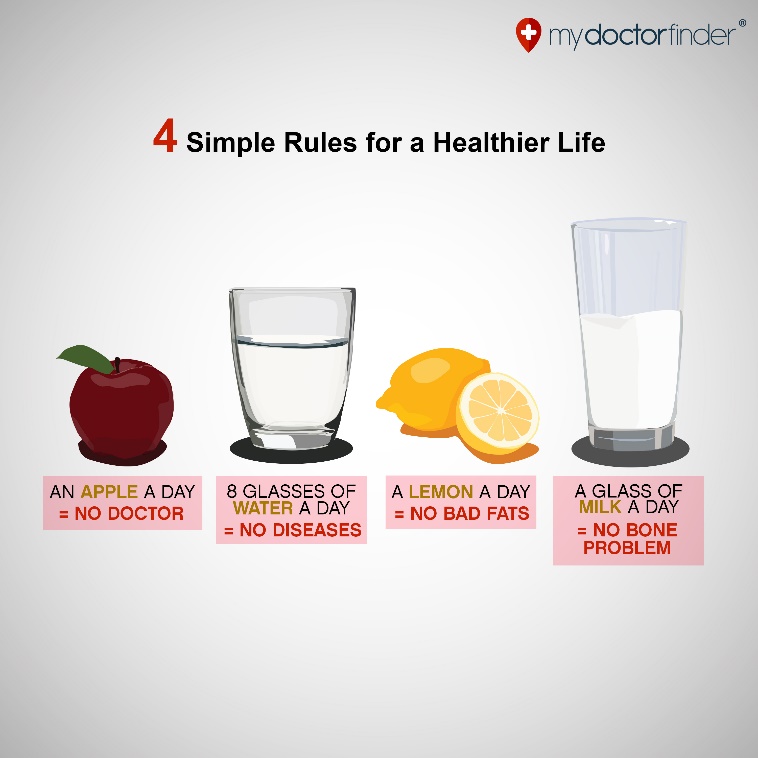 mydoctorfinder®
4 Simple Rules for a Healthier Life
AN APPLE A DAY
= NO DOCTOR
8 GLASSES OF
WATER A DAY
= NO DISEASES
A LEMON A DAY
= NO BAD FATS
A GLASS OF
MILK A DAY
= NO BONE
PROBLEM